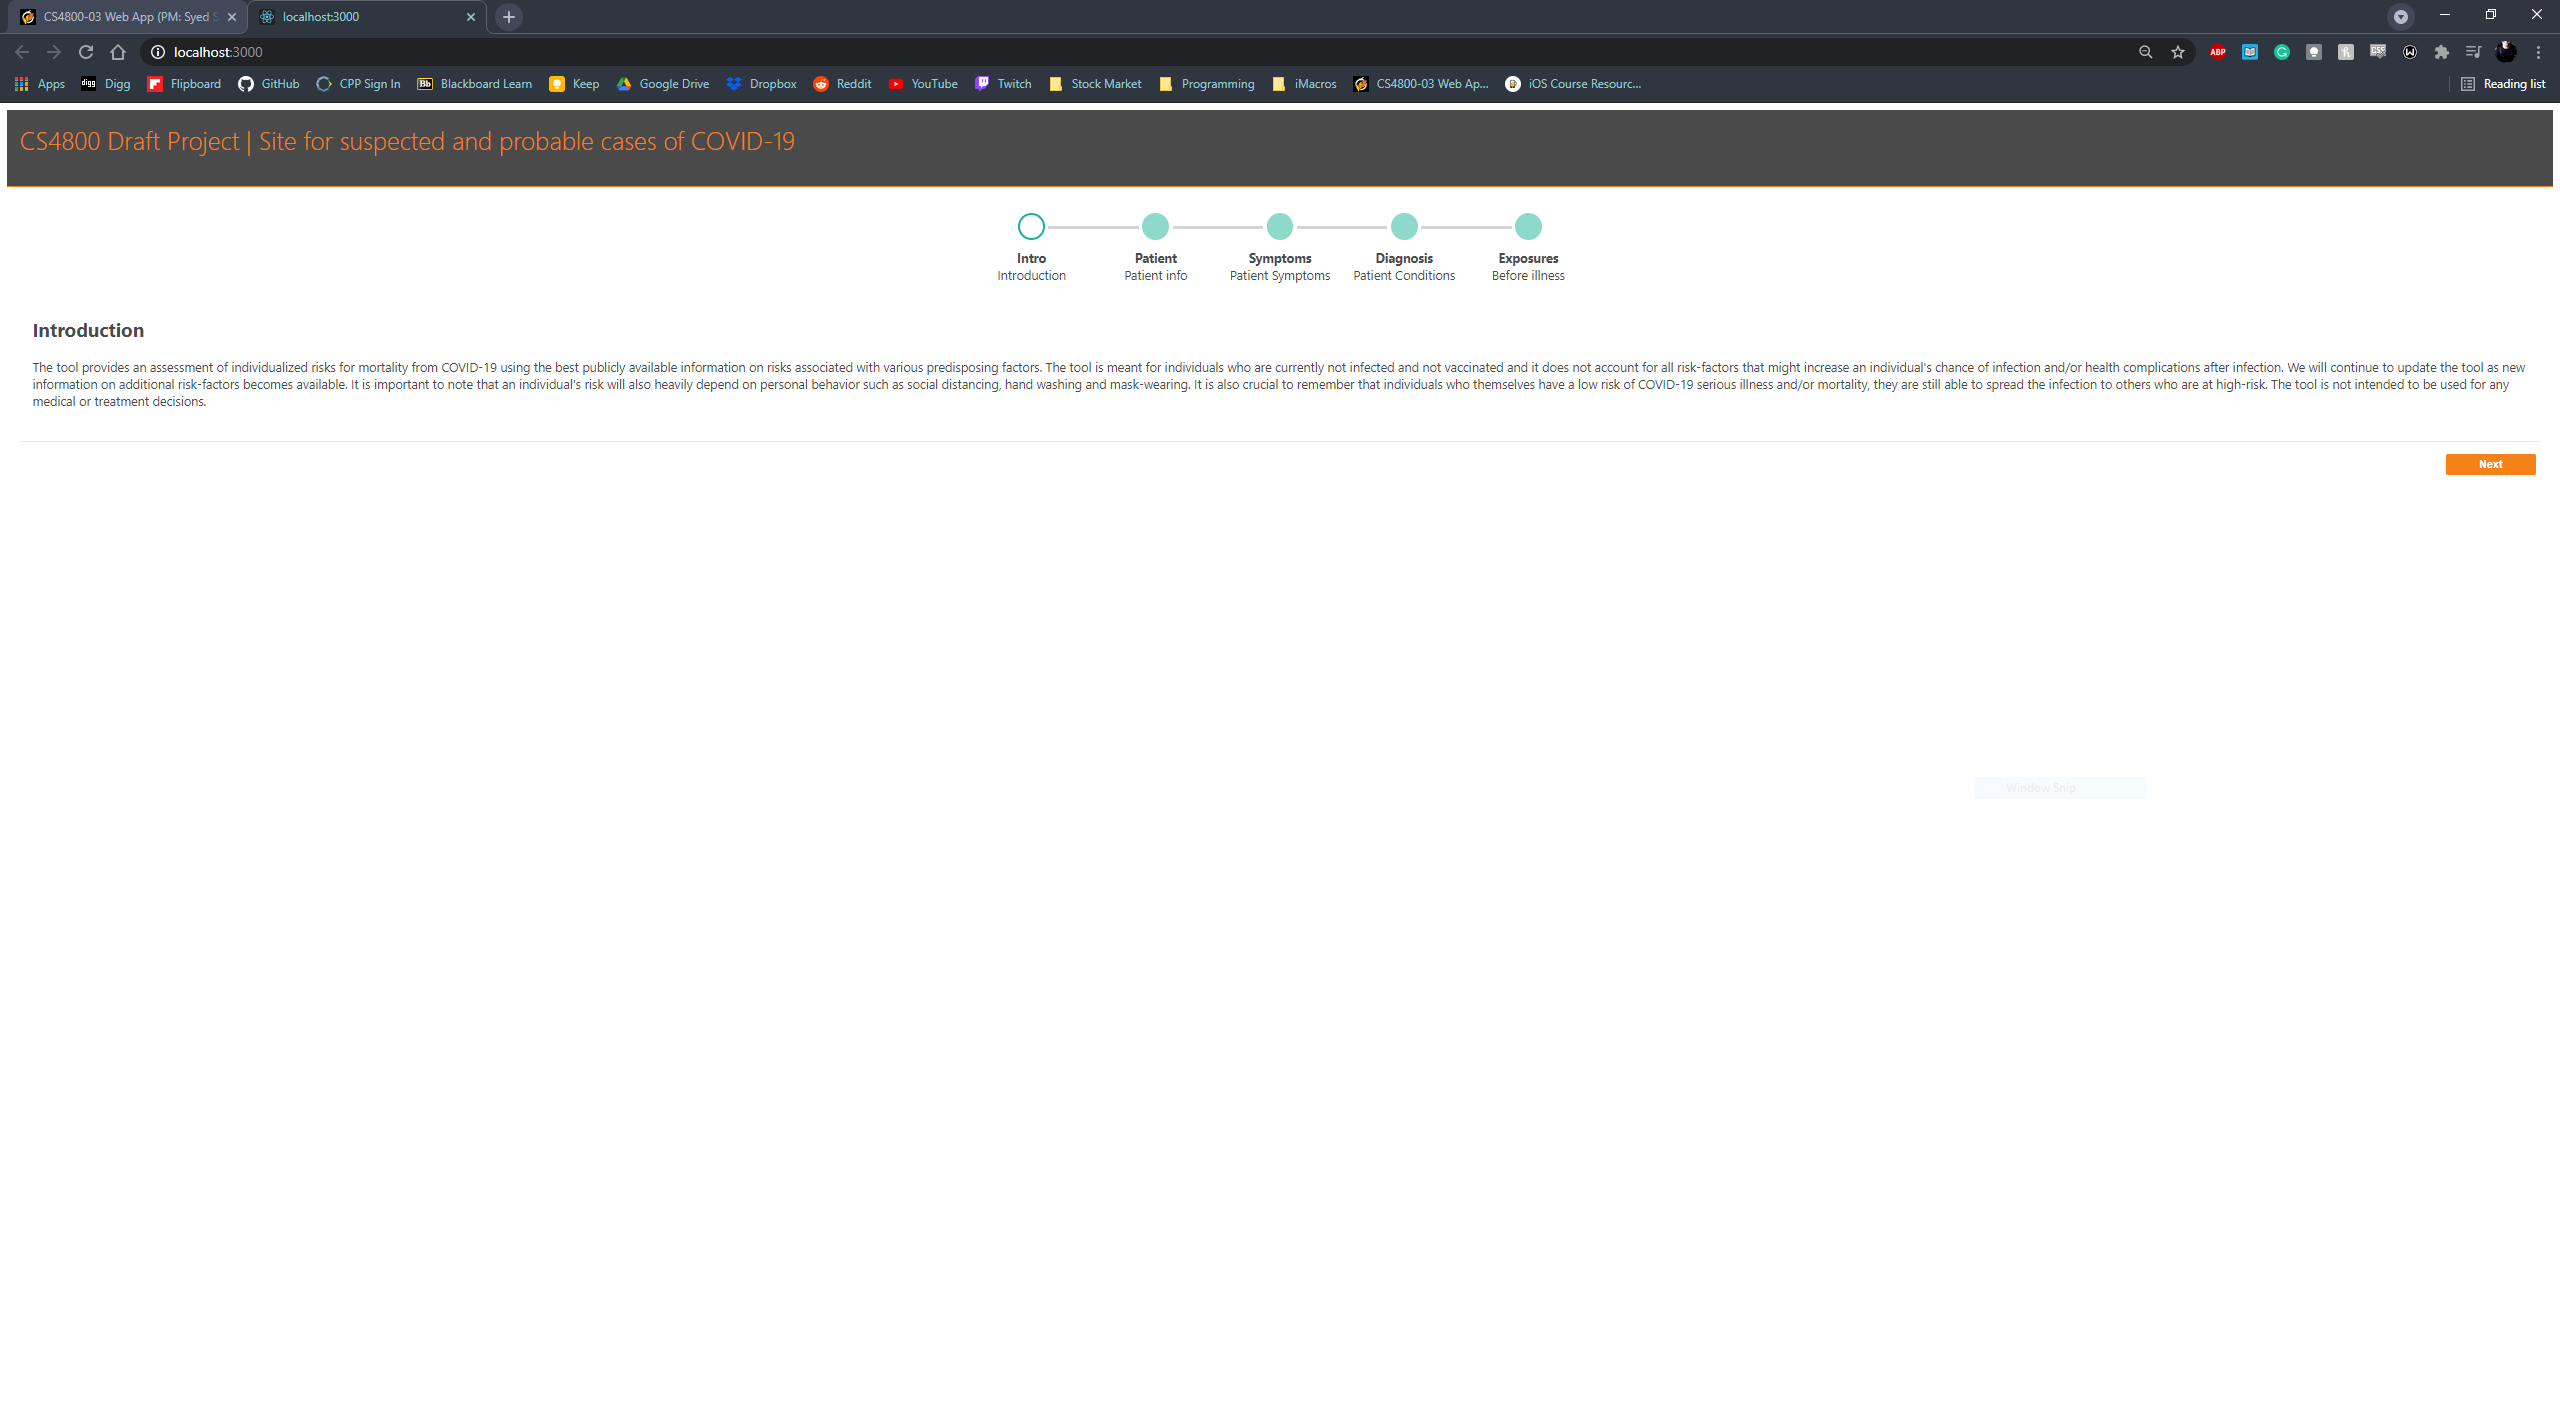 CS4800-03 Web App (PM: Syed S
localhost:3000
localhost:3000
ABP
Apps
digg Digg
Flipboard
GitHub
CPP Sign In
Bb Blackboard Learn
Keep
Google Drive
Dropbox
Reddit
YouTube
Twitch
Stock Market
Programming
iMacros
CS4800-03 Web Ap...
iOS Course Resourc...
Reading list
CS4800 Draft Project | Site for suspected and probable cases of COVID-19
Intro
Introduction
Patient
Patient info
Symptoms
Patient Symptoms
Diagnosis
Patient Conditions
Exposures
Before illness
Introduction
The tool provides an assessment of individualized risks for mortality from COVID-19 using the best publicly available information on risks associated with various predisposing factors. The tool is meant for individuals who are currently not infected and not vaccinated and it does not account for all risk-factors that might increase an individual's chance of infection and/or health complications after infection. We will continue to update the tool as new
information on additional risk-factors becomes available. It is important to note that an individual's risk will also heavily depend on personal behavior such as social distancing, hand washing and mask-wearing. It is also crucial to remember that individuals who themselves have a low risk of COVID-19 serious illness and/or mortality, they are still able to spread the infection to others who are at high-risk. The tool is not intended to be used for any
medical or treatment decisions.
Next
Window Snip